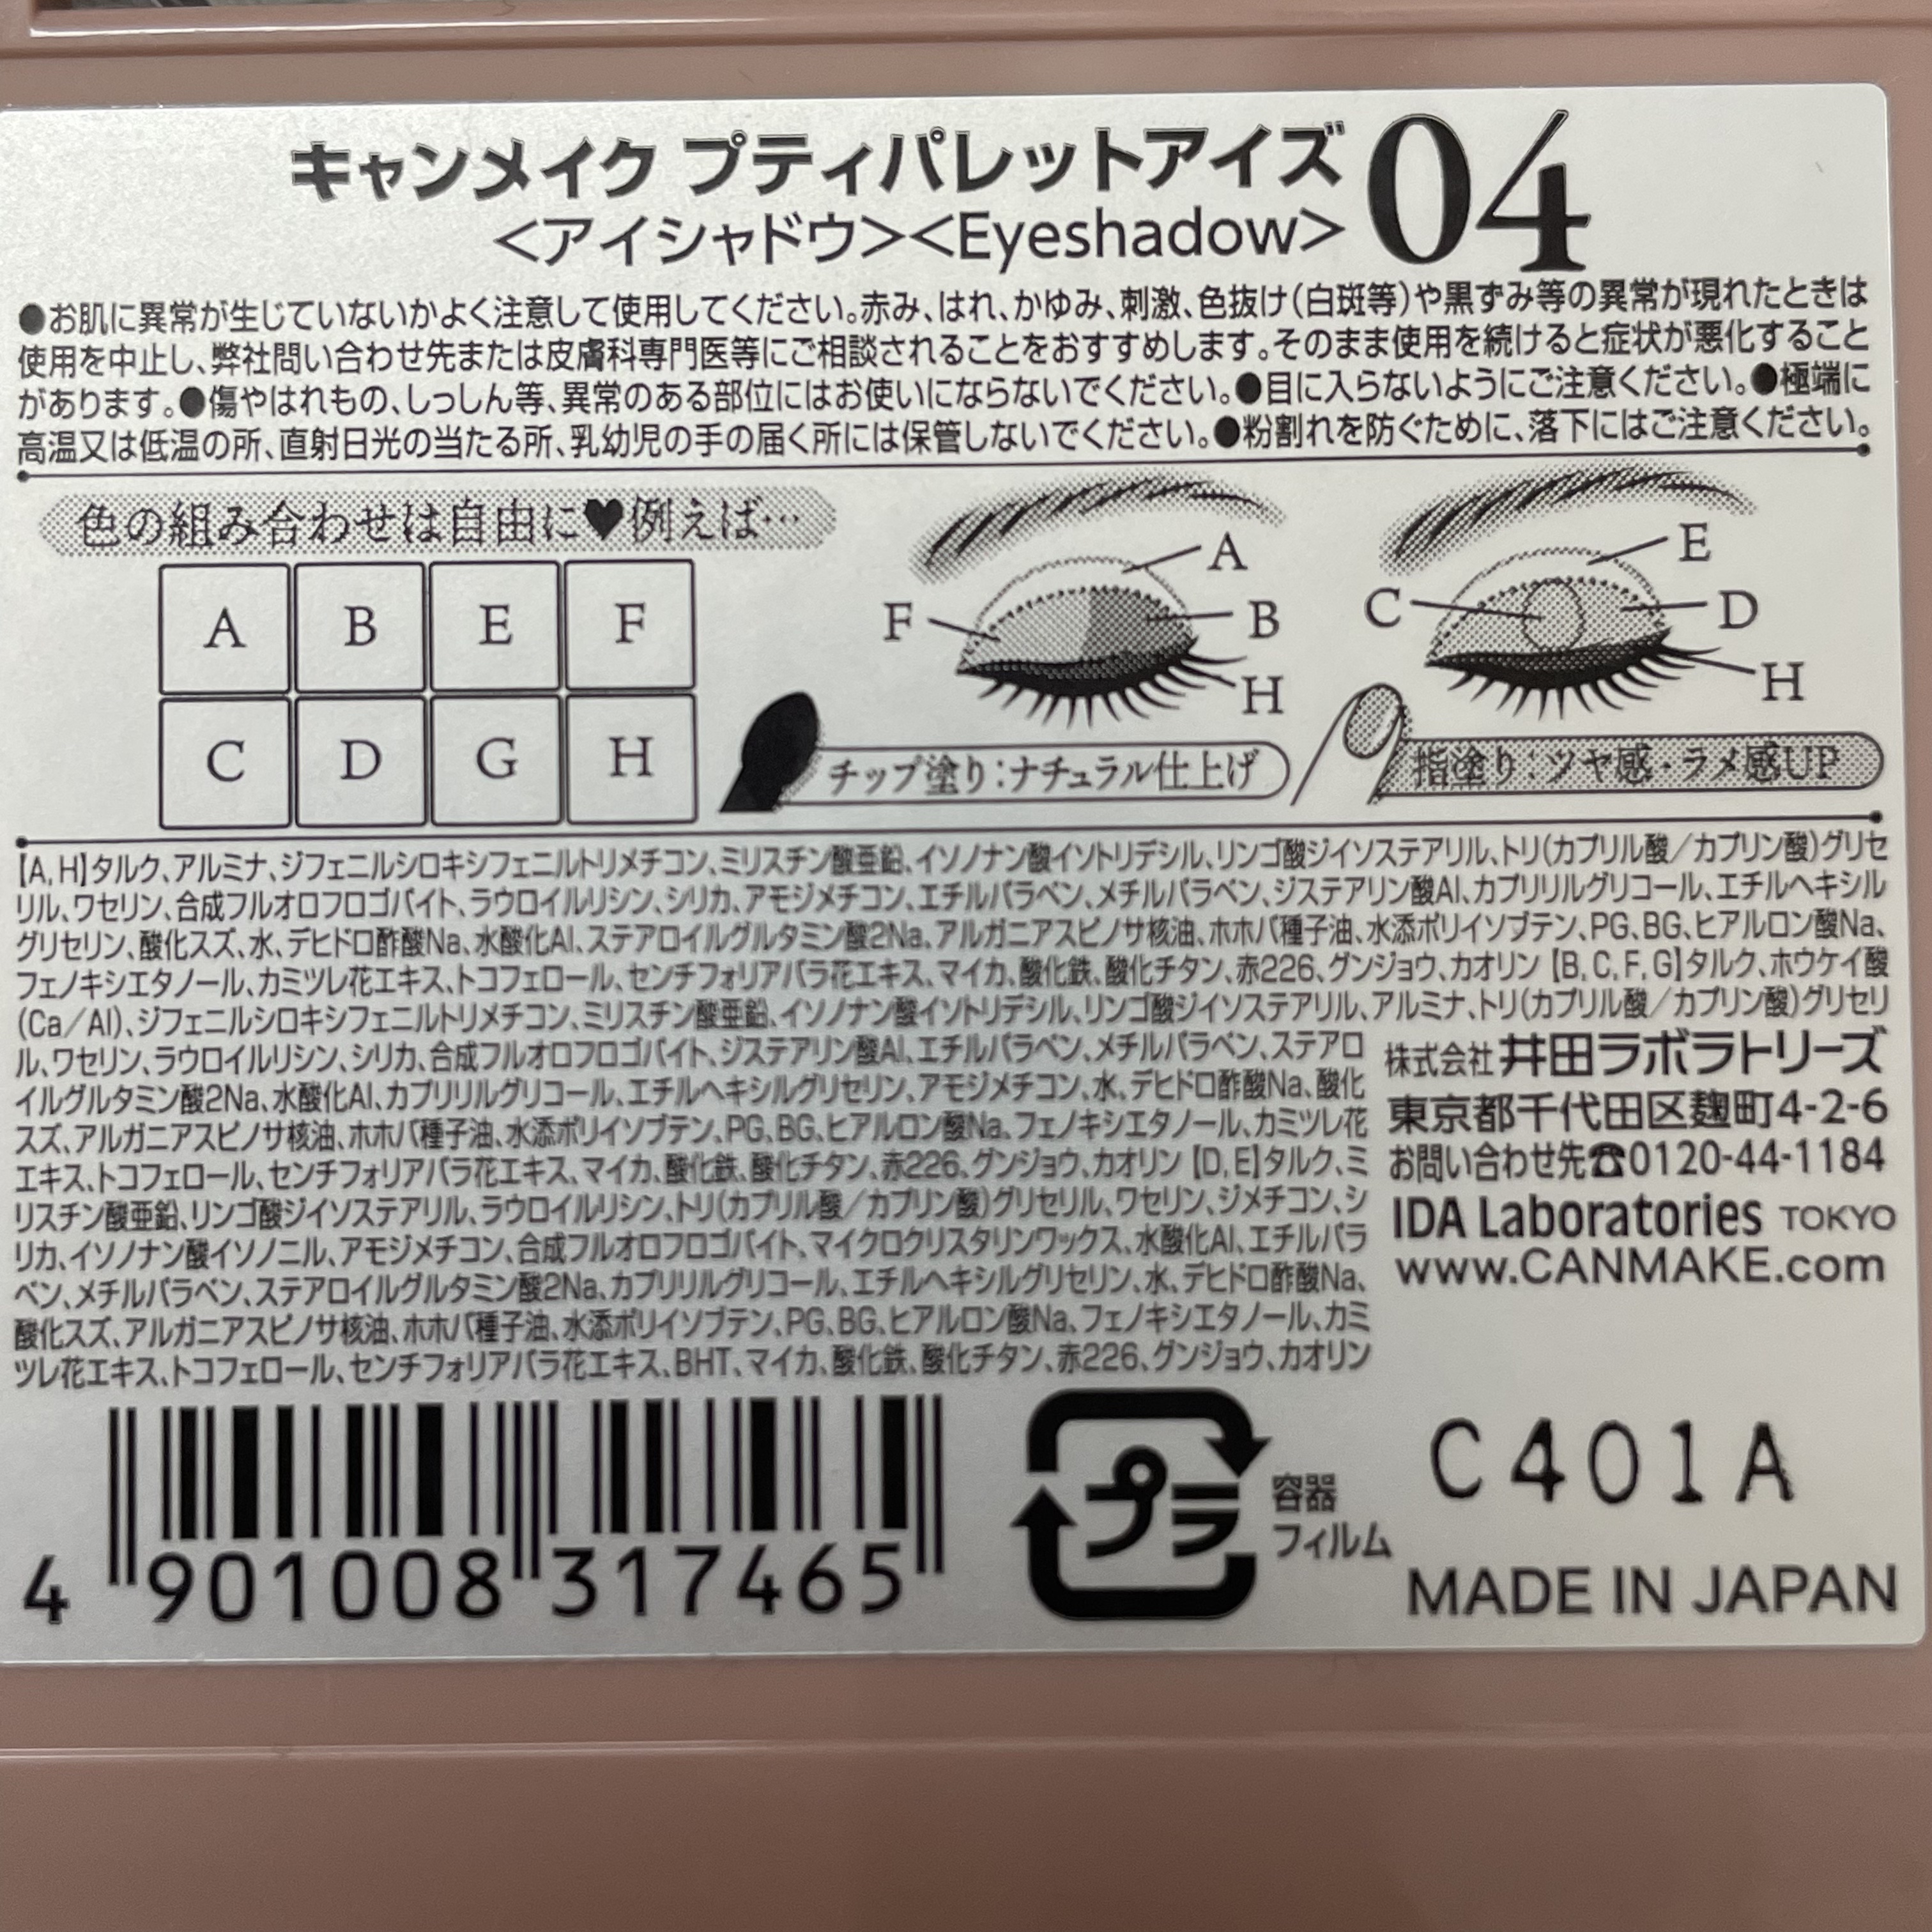 キャンメイク プティパレットアイズ 04
<アイシャドウ><Eyeshadow>
●お肌に異常が生じていないかよく注意して使用してください。赤み、はれ、かゆみ、刺激、色抜け(白斑等)や黒ずみ等の異常が現れたときは
使用を中止し、弊社問い合わせ先または皮膚科専門医等にご相談されることをおすすめします。そのまま使用を続けると症状が悪化すること
があります。●傷やはれもの、しっしん等、異常のある部位にはお使いにならないでください。●目に入らないようにご注意ください。●極端に
高温又は低温の所、直射日光の当たる所、乳幼児の手の届く所には保管しないでください。●粉割れを防ぐために、落下にはご注意ください。
色の組み合わせは自由に♥例えば…
A B E F
C D G H
A
F
B
H
チップ塗り:ナチュラル仕上げ
E
C
D
H
指塗り:ツヤ感・ラメ感UP
【A,H】タルク、アルミナ、ジフェニルシロキシフェニルトリメチコン、ミリスチン酸亜鉛、イソノナン酸イソトリデシル、リンゴ酸ジイソステアリル、トリ(カプリル酸/カプリン酸)グリセ
リル、ワセリン、合成フルオロフロゴパイト、ラウロイルリシン、シリカ、アモジメチコン、エチルパラベン、メチルパラベン、ジステアリン酸Al、カプリリルグリコール、エチルヘキシル
グリセリン、酸化スズ、水、デヒドロ酢酸Na、水酸化Al、ステアロイルグルタミン酸2Na、アルガニアスピノサ核油、ホホバ種子油、水添ポリイソブテン、PG、BG、ヒアルロン酸Na、
フェノキシエタノール、カミツレ花エキス、トコフェロール、センチフォリアバラ花エキス、マイカ、酸化鉄、酸化チタン、赤226、グンジョウ、カオリン【B,C,F,G】タルク、ホウケイ酸
(Ca/Al)、ジフェニルシロキシフェニルトリメチコン、ミリスチン酸亜鉛、イソノナン酸イソトリデシル、リンゴ酸ジイソステアリル、アルミナ、トリ(カプリル酸/カプリン酸)グリセリ
ル、ワセリン、ラウロイルリシン、シリカ、合成フルオロフロゴパイト、ジステアリン酸Al、エチルパラベン、メチルパラベン、ステアロ
イルグルタミン酸2Na、水酸化Al、カプリリルグリコール、エチルヘキシルグリセリン、アモジメチコン、水、デヒドロ酢酸Na、酸化
スズ、アルガニアスピノサ核油、ホホバ種子油、水添ポリイソブテン、PG、BG、ヒアルロン酸Na、フェノキシエタノール、カミツレ花
エキス、トコフェロール、センチフォリアバラ花エキス、マイカ、酸化鉄、酸化チタン、赤226、グンジョウ、カオリン【D,E】タルク、ミ
リスチン酸亜鉛、リンゴ酸ジイソステアリル、ラウロイルリシン、トリ(カプリル酸/カプリン酸)グリセリル、ワセリン、ジメチコン、シ
リカ、イソノナン酸イソノニル、アモジメチコン、合成フルオロフロゴパイト、マイクロクリスタリンワックス、水酸化Al、エチルパラ
ベン、メチルパラベン、ステアロイルグルタミン酸2Na、カプリリルグリコール、エチルヘキシルグリセリン、水、デヒドロ酢酸Na、
酸化スズ、アルガニアスピノサ核油、ホホバ種子油、水添ポリイソブテン、PG、BG、ヒアルロン酸Na、フェノキシエタノール、カミ
ツレ花エキス、トコフェロール、センチフォリアバラ花エキス、BHT、マイカ、酸化鉄、酸化チタン、赤226、グンジョウ、カオリン
株式会社 井田ラボラトリーズ
東京都千代田区麹町4-2-6
お問い合わせ先☎0120-44-1184
IDA Laboratories TOKYO
www.CANMAKE.com
4 901008 317465
プラ
容器
フィルム
C401A
MADE IN JAPAN